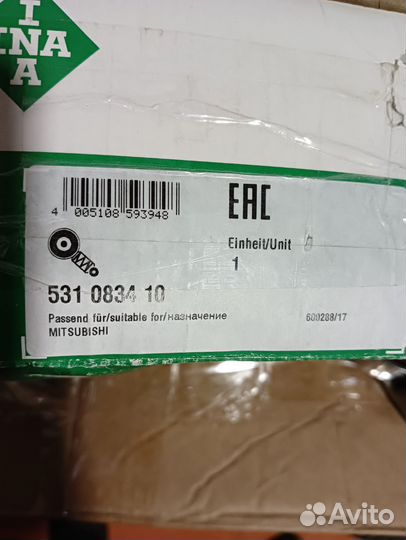 I
INA
A
4 005108 593948
EAC
Einheit/Unit
1
531 0834 10
Passend für/suitable for/назначение
MITSUBISHI
600288/17
Avito